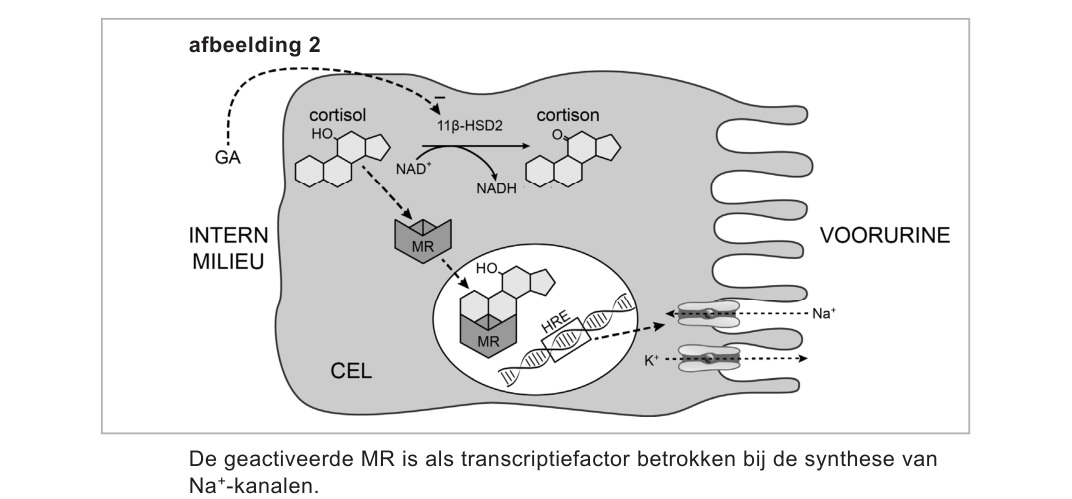 afbeelding 2
cortisol
HO
11β-HSD2
cortison
O
GA
NAD⁺
NADH
INTERN
MILIEU
MR
VOORURINE
HO
HRE
MR
Na⁺
K⁺
CEL
De geactiveerde MR is als transcriptiefactor betrokken bij de synthese van
Na⁺-kanalen.